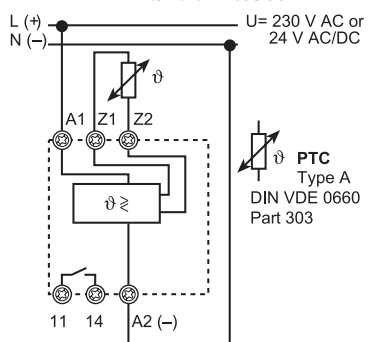 L (+)
U= 230 V AC or
N (–)
24 V AC/DC
ϑ
A1 Z1 Z2
ϑ PTC
Type A
DIN VDE 0660
Part 303
ϑ ≷
11 14 A2 (–)